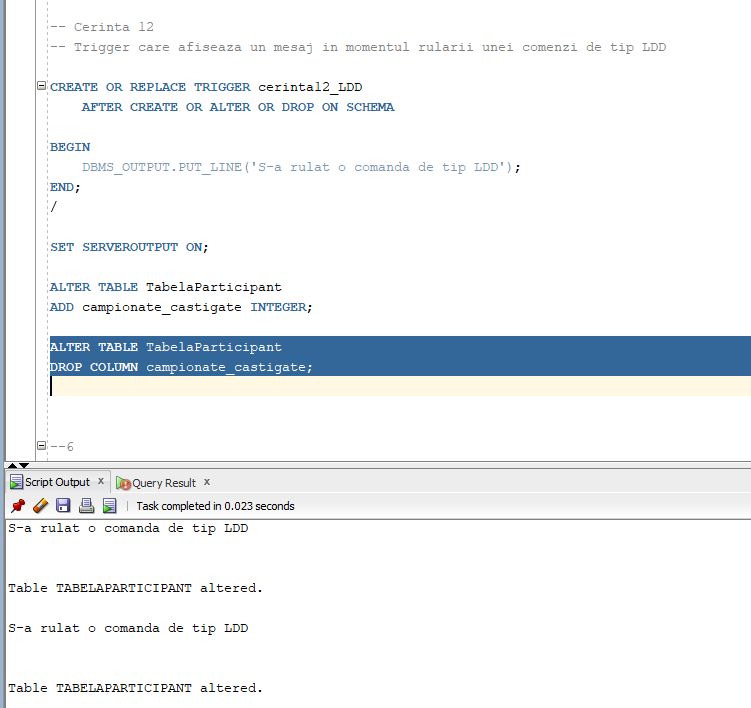 -- Cerinta 12
-- Trigger care afiseaza un mesaj in momentul rularii unei comenzi de tip LDD
CREATE OR REPLACE TRIGGER cerinta12_LDD
AFTER CREATE OR ALTER OR DROP ON SCHEMA
BEGIN
DBMS_OUTPUT.PUT_LINE('S-a rulat o comanda de tip LDD');
END;
/
SET SERVEROUTPUT ON;
ALTER TABLE TabelaParticipant
ADD campionate_castigate INTEGER;
ALTER TABLE TabelaParticipant
DROP COLUMN campionate_castigate;
--6
Script Output x Query Result x
Task completed in 0.023 seconds
S-a rulat o comanda de tip LDD
Table TABELAPARTICIPANT altered.
S-a rulat o comanda de tip LDD
Table TABELAPARTICIPANT altered.